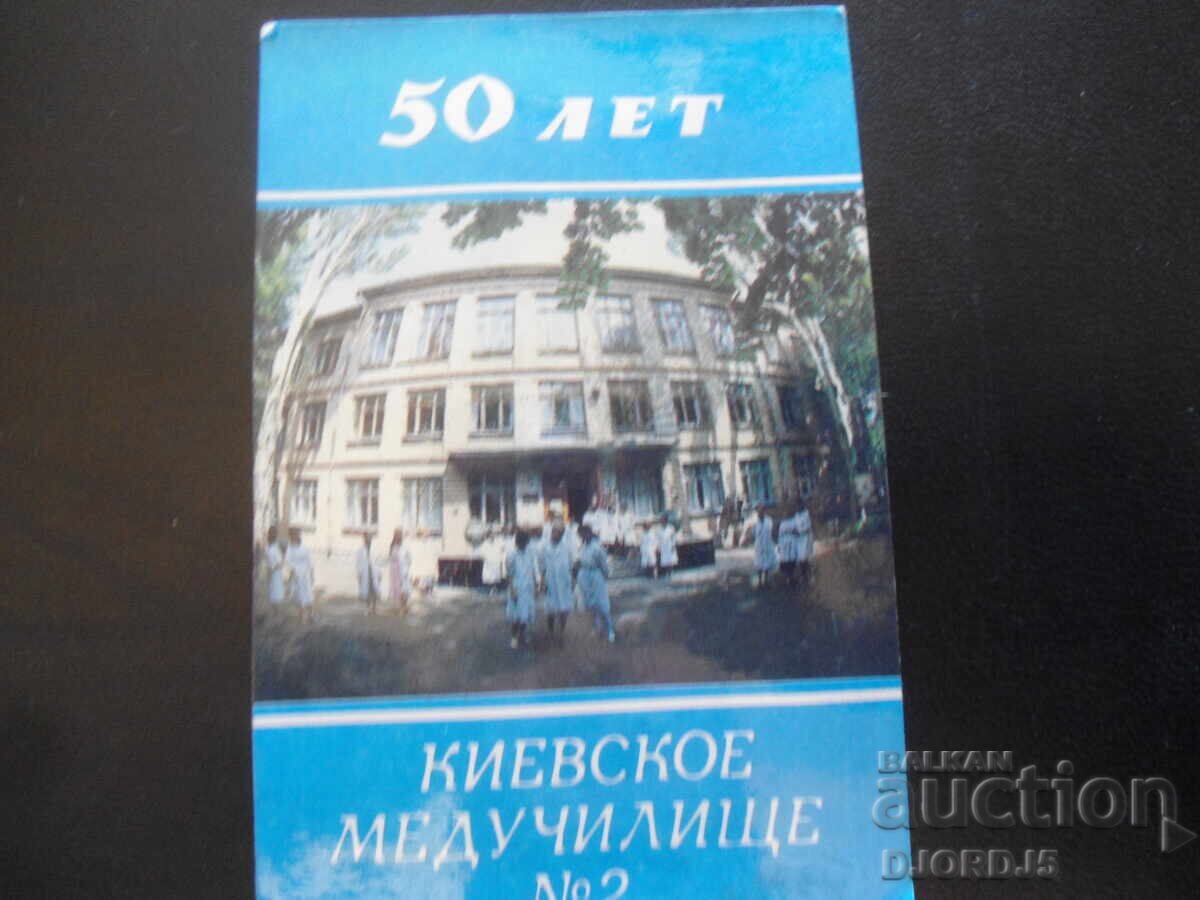 50 ЛЕТ
КИЕВСКОЕ
МЕДУЧИЛИЩЕ
№2
BALKAN
auction
DJORDJ5